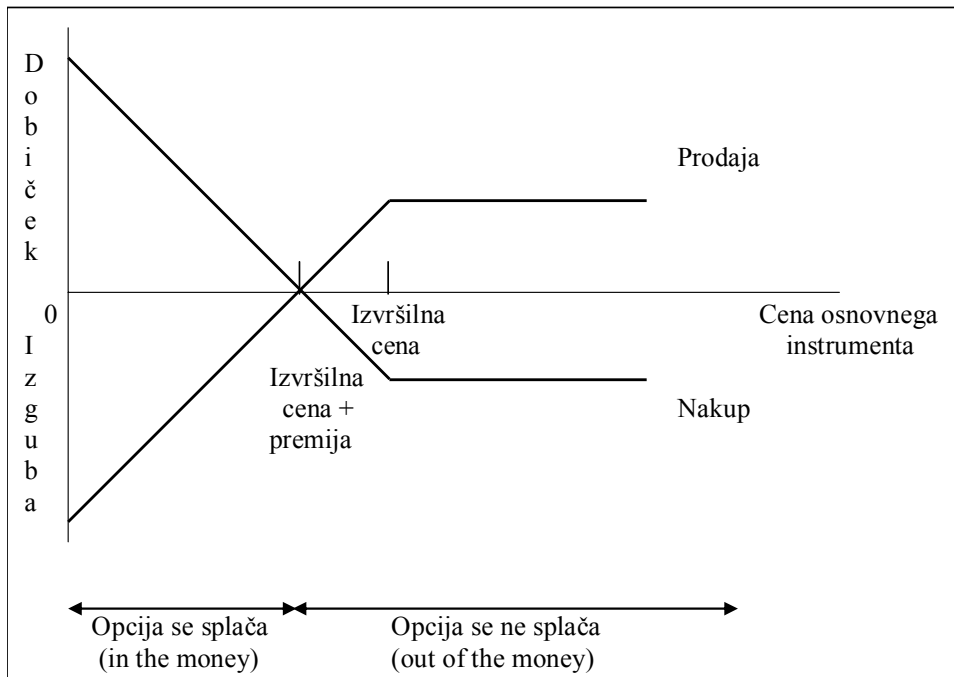 D
o
b
i
č
e
k
0
I
z
g
u
b
a
Prodaja
Izvršilna
cena
Cena osnovnega
instrumenta
Izvršilna
cena +
premija
Nakup
Opcija se splača
(in the money)
Opcija se ne splača
(out of the money)